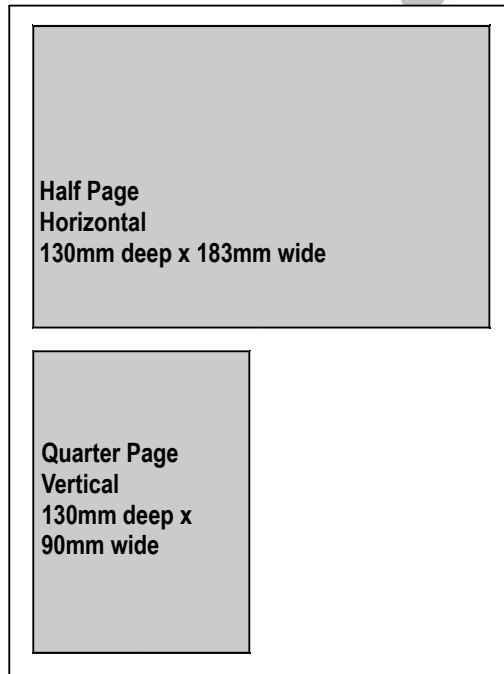 Half Page
Horizontal
130mm deep x 183mm wide
Quarter Page
Vertical
130mm deep x
90mm wide